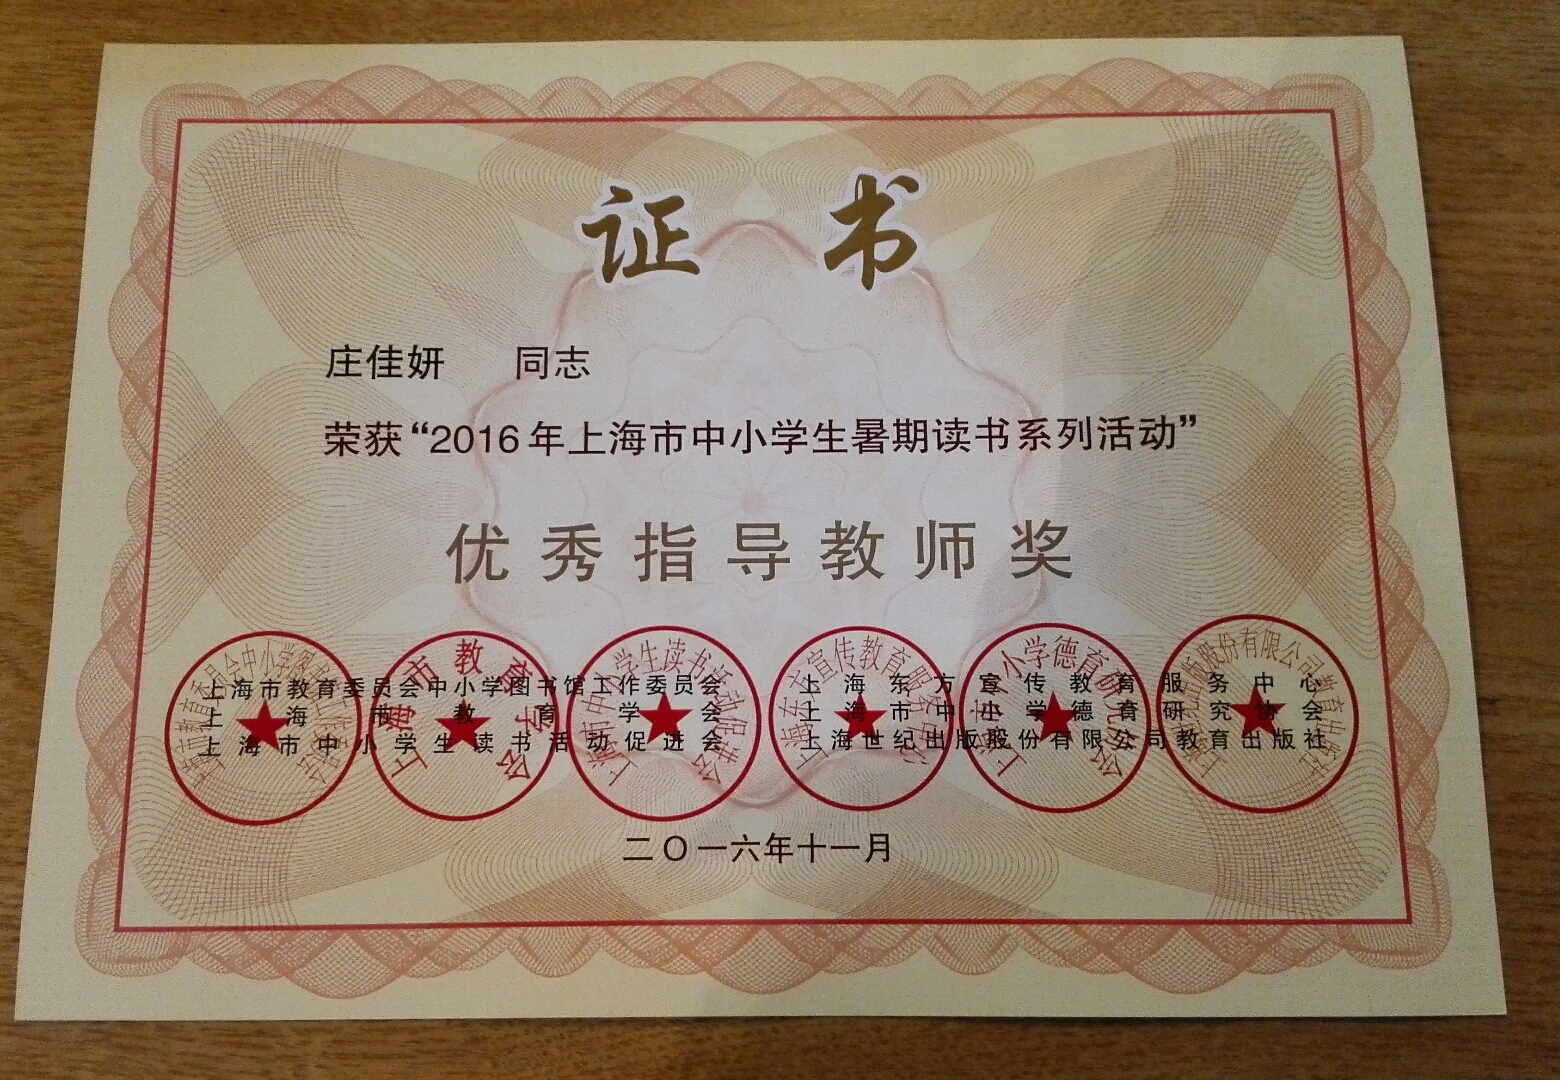 证书
庄佳妍 同志
荣获“2016年上海市中小学生暑期读书系列活动”
优秀指导教师奖
上海市教育委员会中小学图书馆工作委员会
上海市教育学会
上海市中小学生读书活动促进会
上海东方宣传教育服务中心
上海市中小学德育研究协会
上海世纪出版股份有限公司教育出版社
二〇一六年十一月